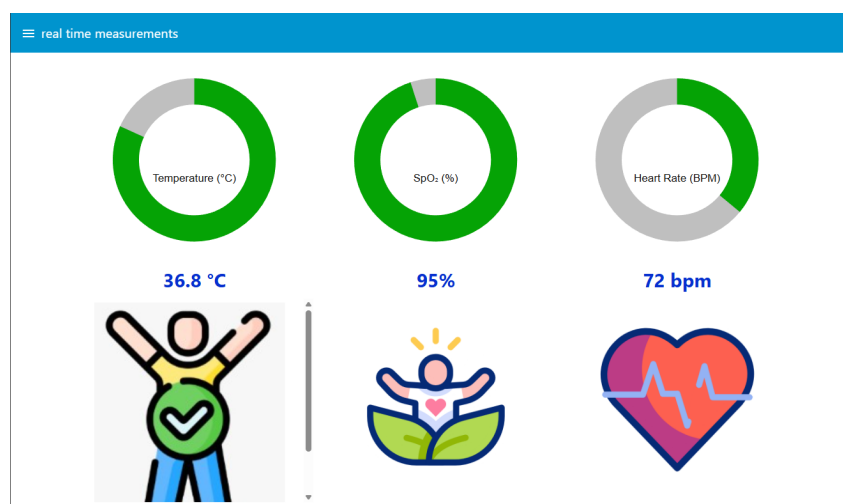 real time measurements
Temperature (°C)
SpO₂ (%)
Heart Rate (BPM)
36.8 °C
95%
72 bpm